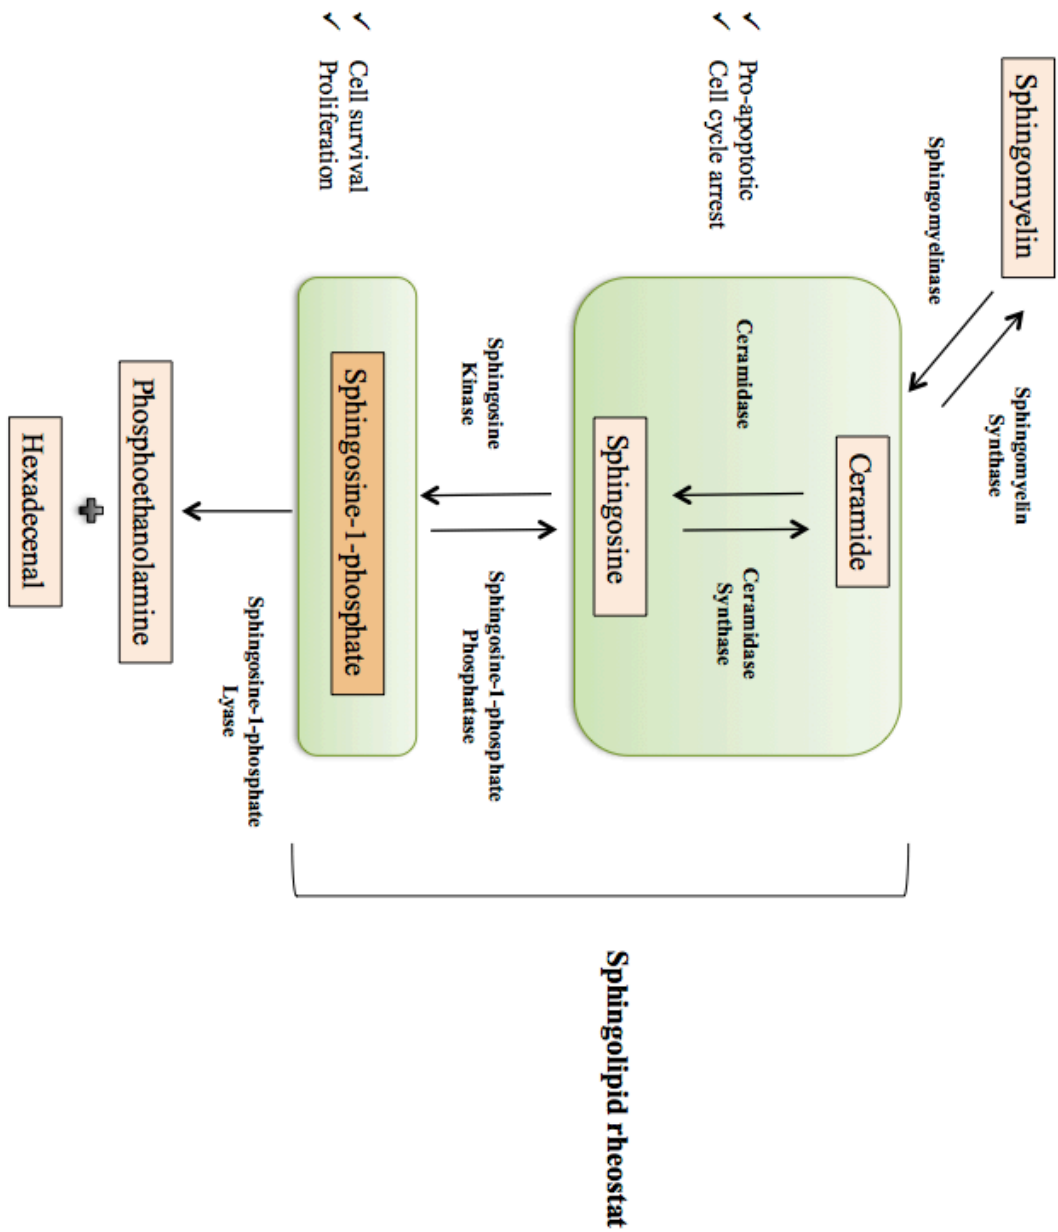 Sphingomyelin
Sphingomyelinase
Sphingomyelin
Synthase
Ceramide
Pro-apoptotic
Cell cycle arrest
Ceramidase
Ceramidase
Synthase
Sphingosine
Sphingosine
Kinase
Sphingosine-1-phosphate
Phosphatase
Cell survival
Proliferation
Sphingosine-1-phosphate
Sphingosine-1-phosphate
Lyase
Phosphoethanolamine
Hexadecenal
Sphingolipid rheostat